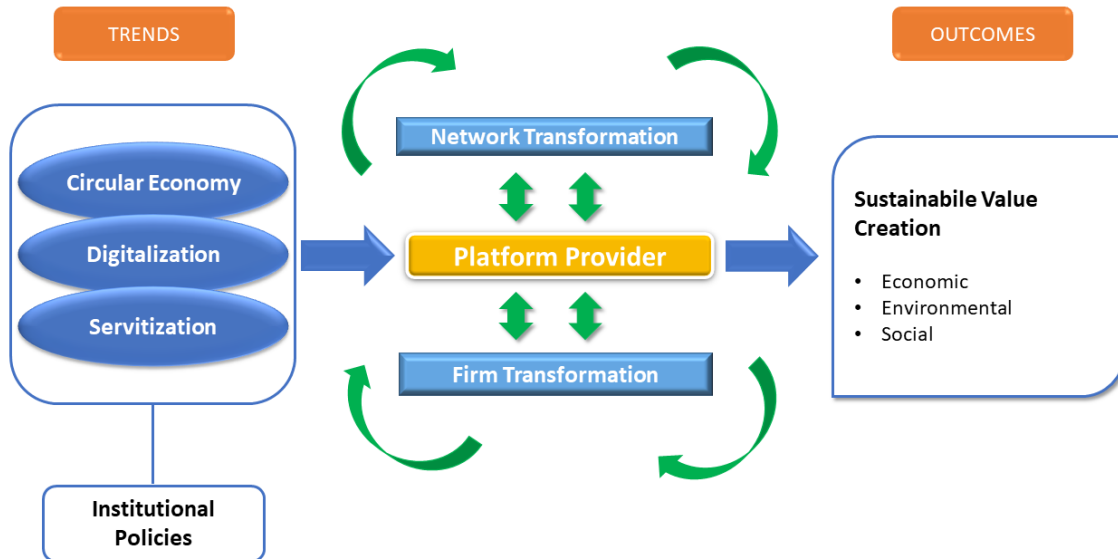 TRENDS
OUTCOMES
Circular Economy
Digitalization
Servitization
Institutional
Policies
Network Transformation
Platform Provider
Firm Transformation
Sustainabile Value
Creation
• Economic
• Environmental
• Social